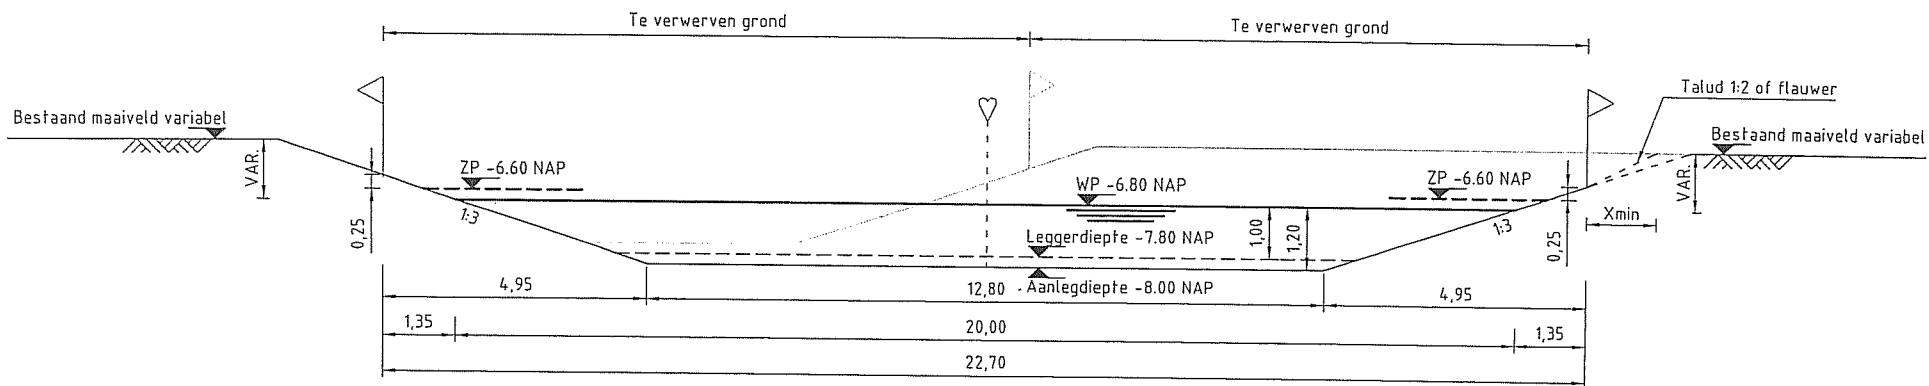 Te verwerven grond
Te verwerven grond
Talud 1:2 of flauwer
Bestaand maaiveld variabel
Bestaand maaiveld variabel
VAR.
ZP -6.60 NAP
WP -6.80 NAP
ZP -6.60 NAP
VAR.
0,25
1:3
Leggerdiepte -7.80 NAP
1,00
1,20
1:3
0,25
Xmin
4,95
12,80
Aanlegdiepte -8.00 NAP
4,95
1,35
20,00
1,35
22,70